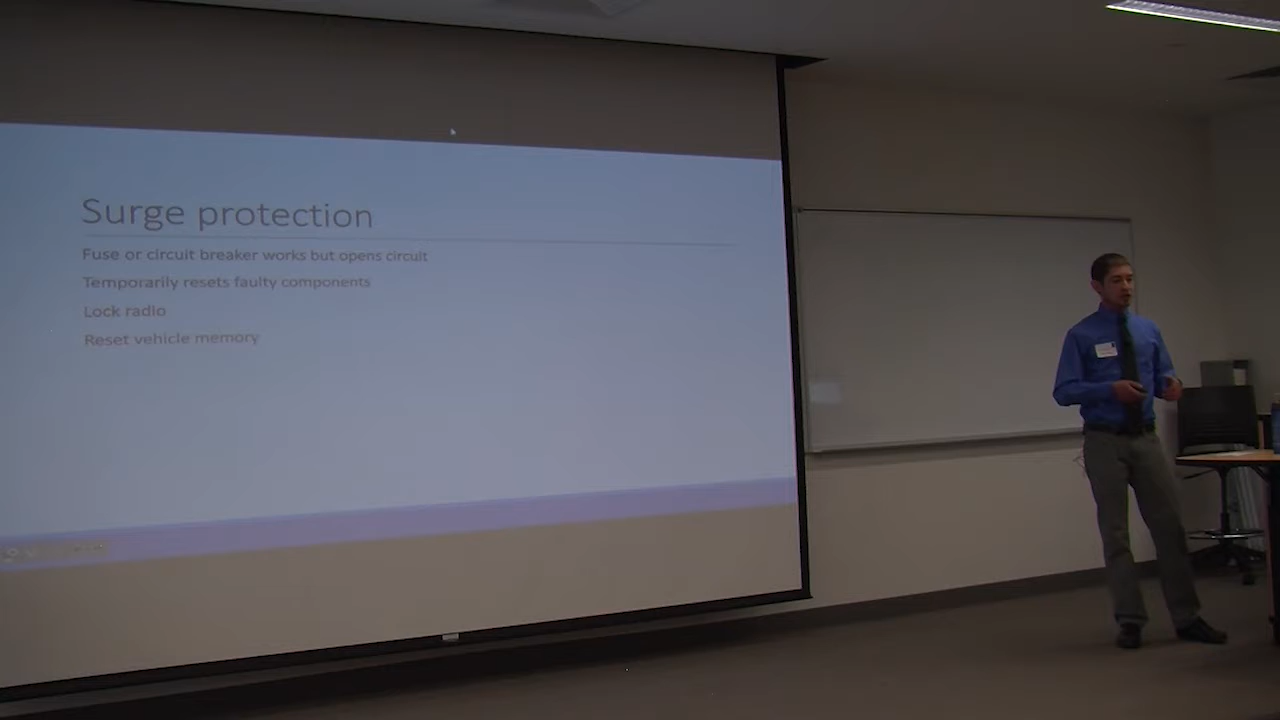 Surge protection
Fuse or circuit breaker works but opens circuit
Temporarily resets faulty components
Lock radio
Reset vehicle memory